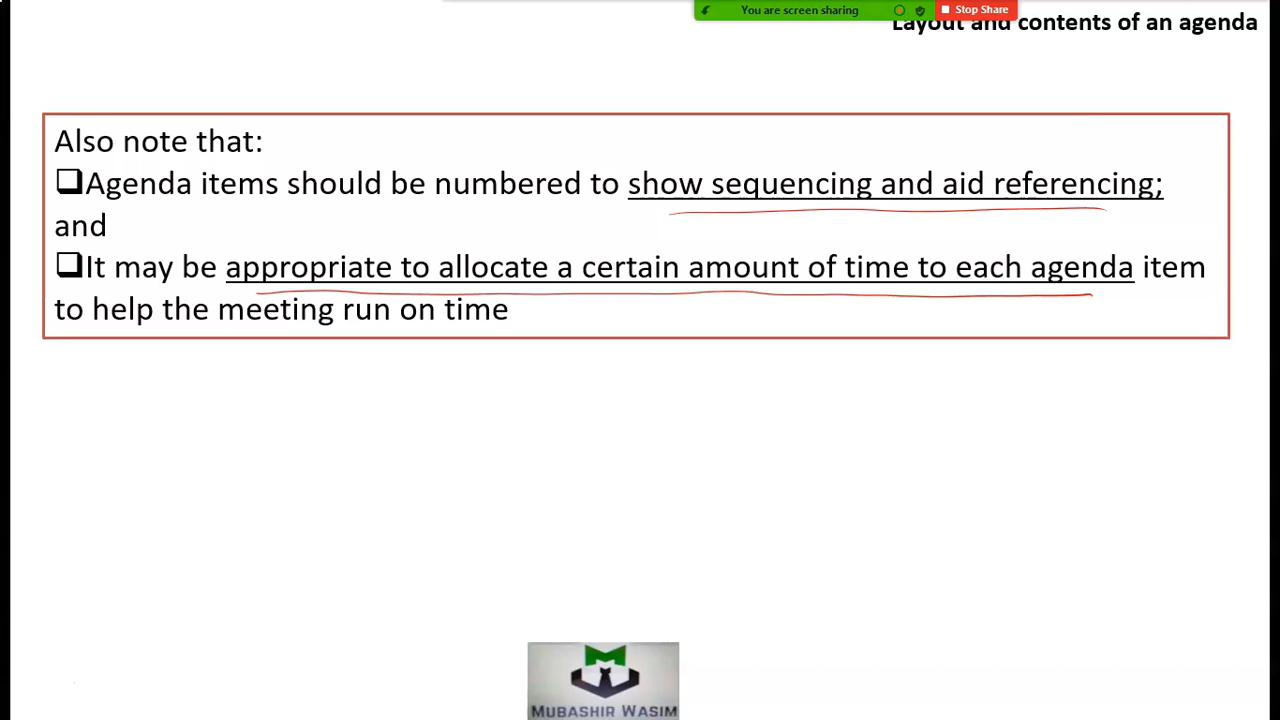 You are screen sharing
Stop Share
Layout and contents of an agenda
Also note that:
❑Agenda items should be numbered to show sequencing and aid referencing;
and
❑It may be appropriate to allocate a certain amount of time to each agenda item
to help the meeting run on time
MUBASHIR WASIM